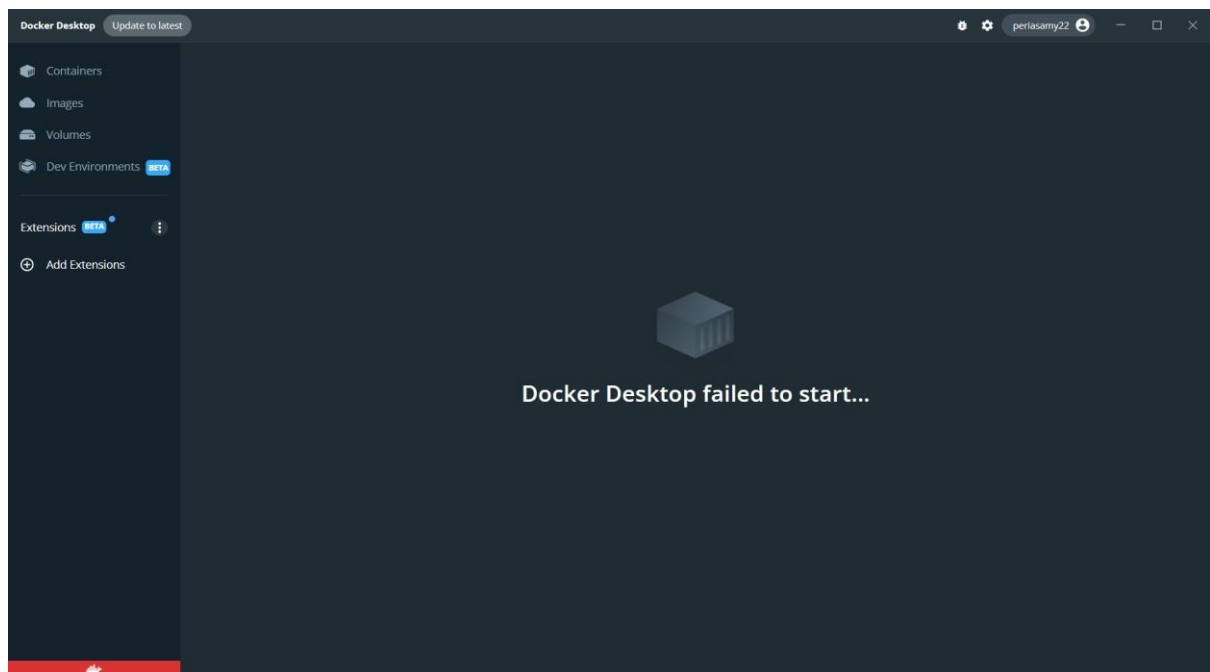 Docker Desktop Update to latest periasamy22
Containers
Images
Volumes
Dev Environments BETA
Extensions BETA
Add Extensions
Docker Desktop failed to start...